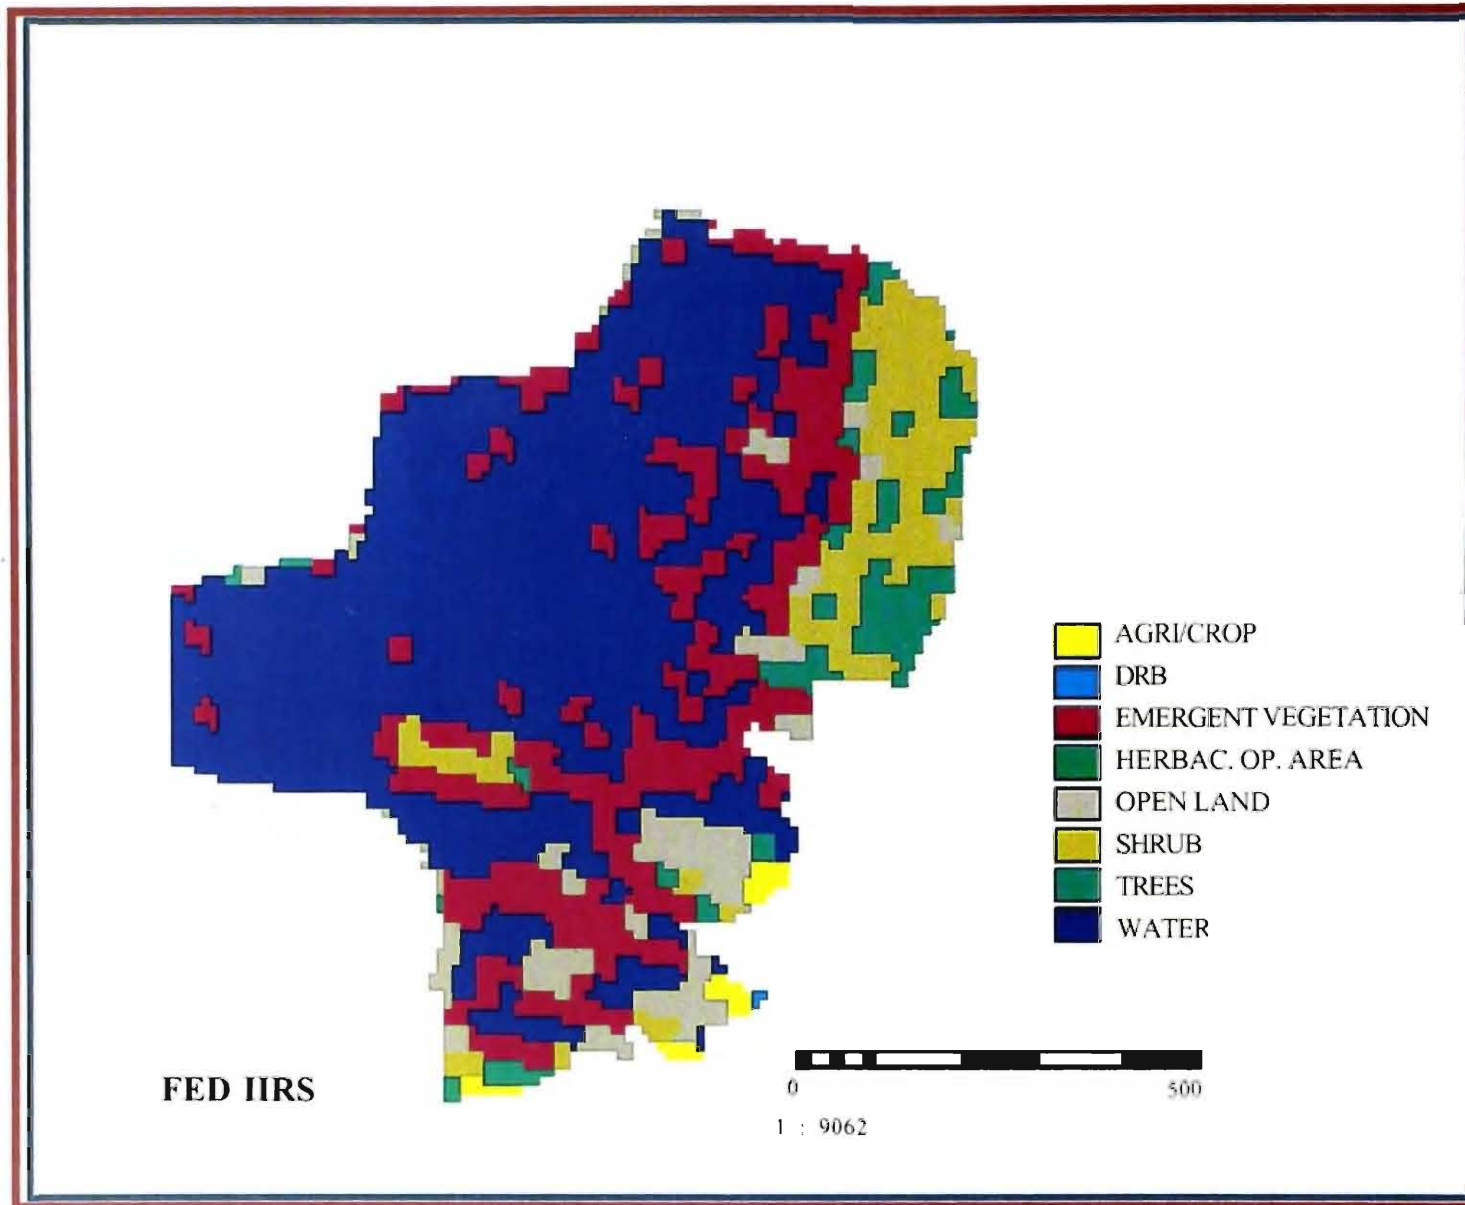 AGRI/CROP
DRB
EMERGENT VEGETATION
HERBAC. OP. AREA
OPEN LAND
SHRUB
TREES
WATER
FED IIRS
0 500
1 : 9062